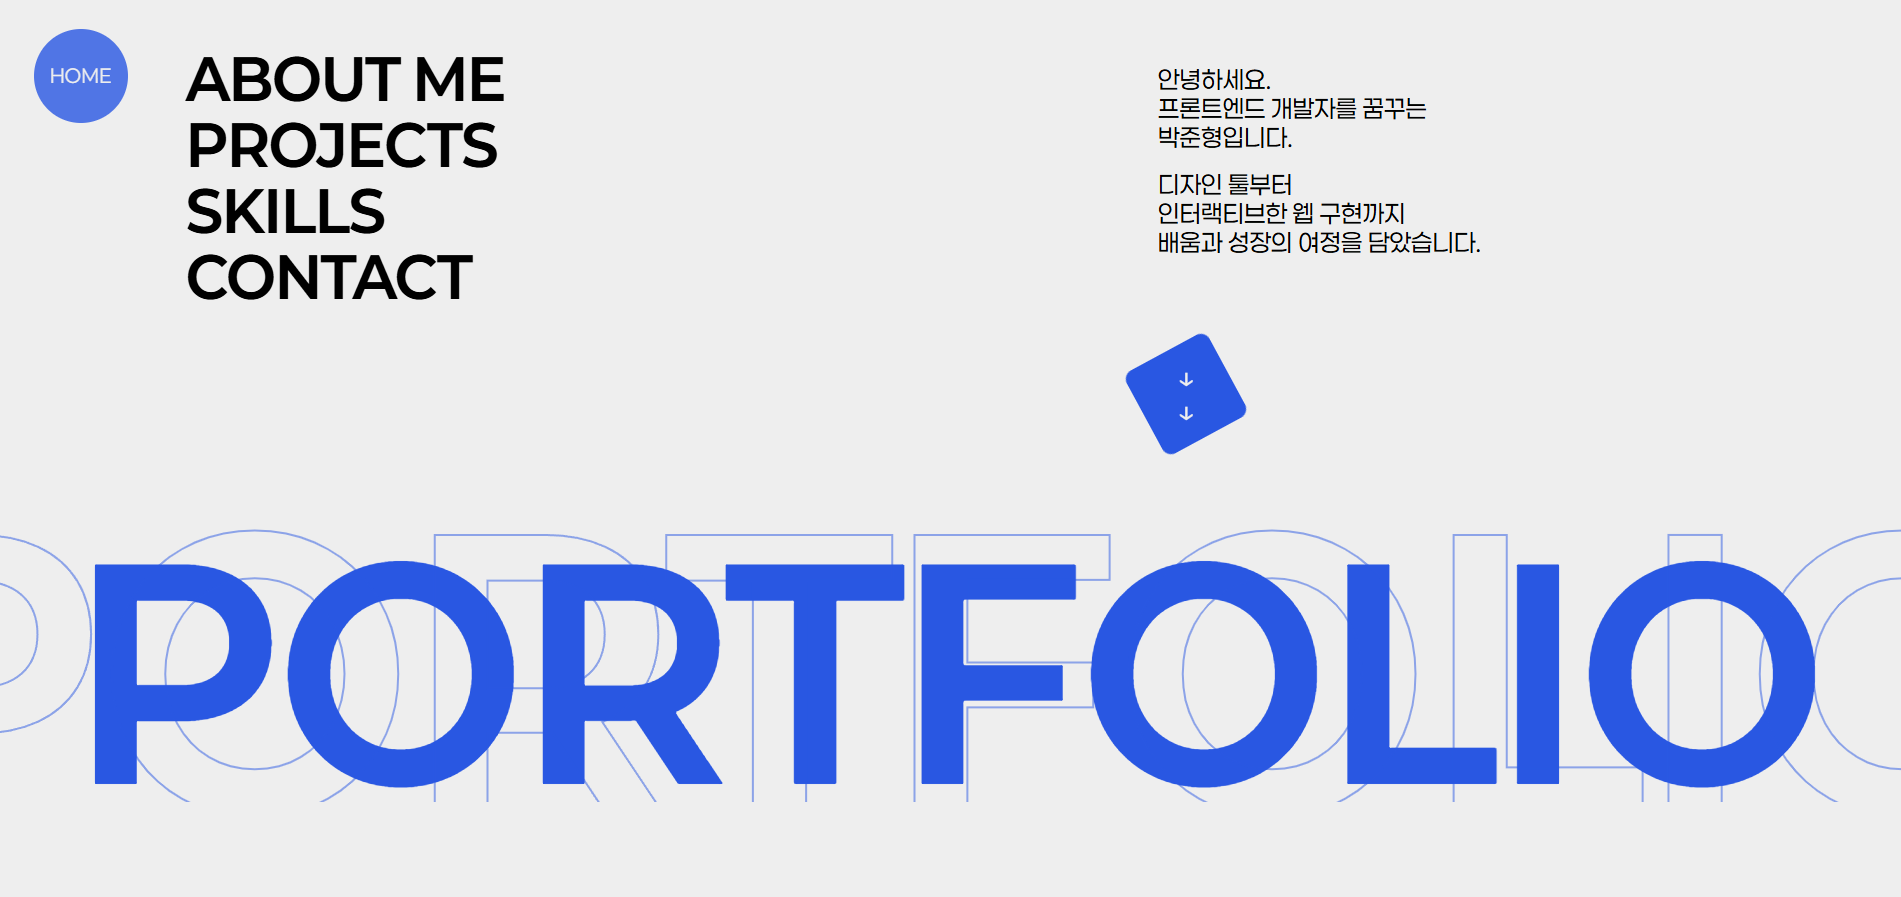 HOME
ABOUT ME
PROJECTS
SKILLS
CONTACT
안녕하세요.
프론트엔드 개발자를 꿈꾸는
박준형입니다.
디자인 툴부터
인터랙티브한 웹 구현까지
배움과 성장의 여정을 담았습니다.
↓
↓
PORTFOLIO
PORTFOLIO